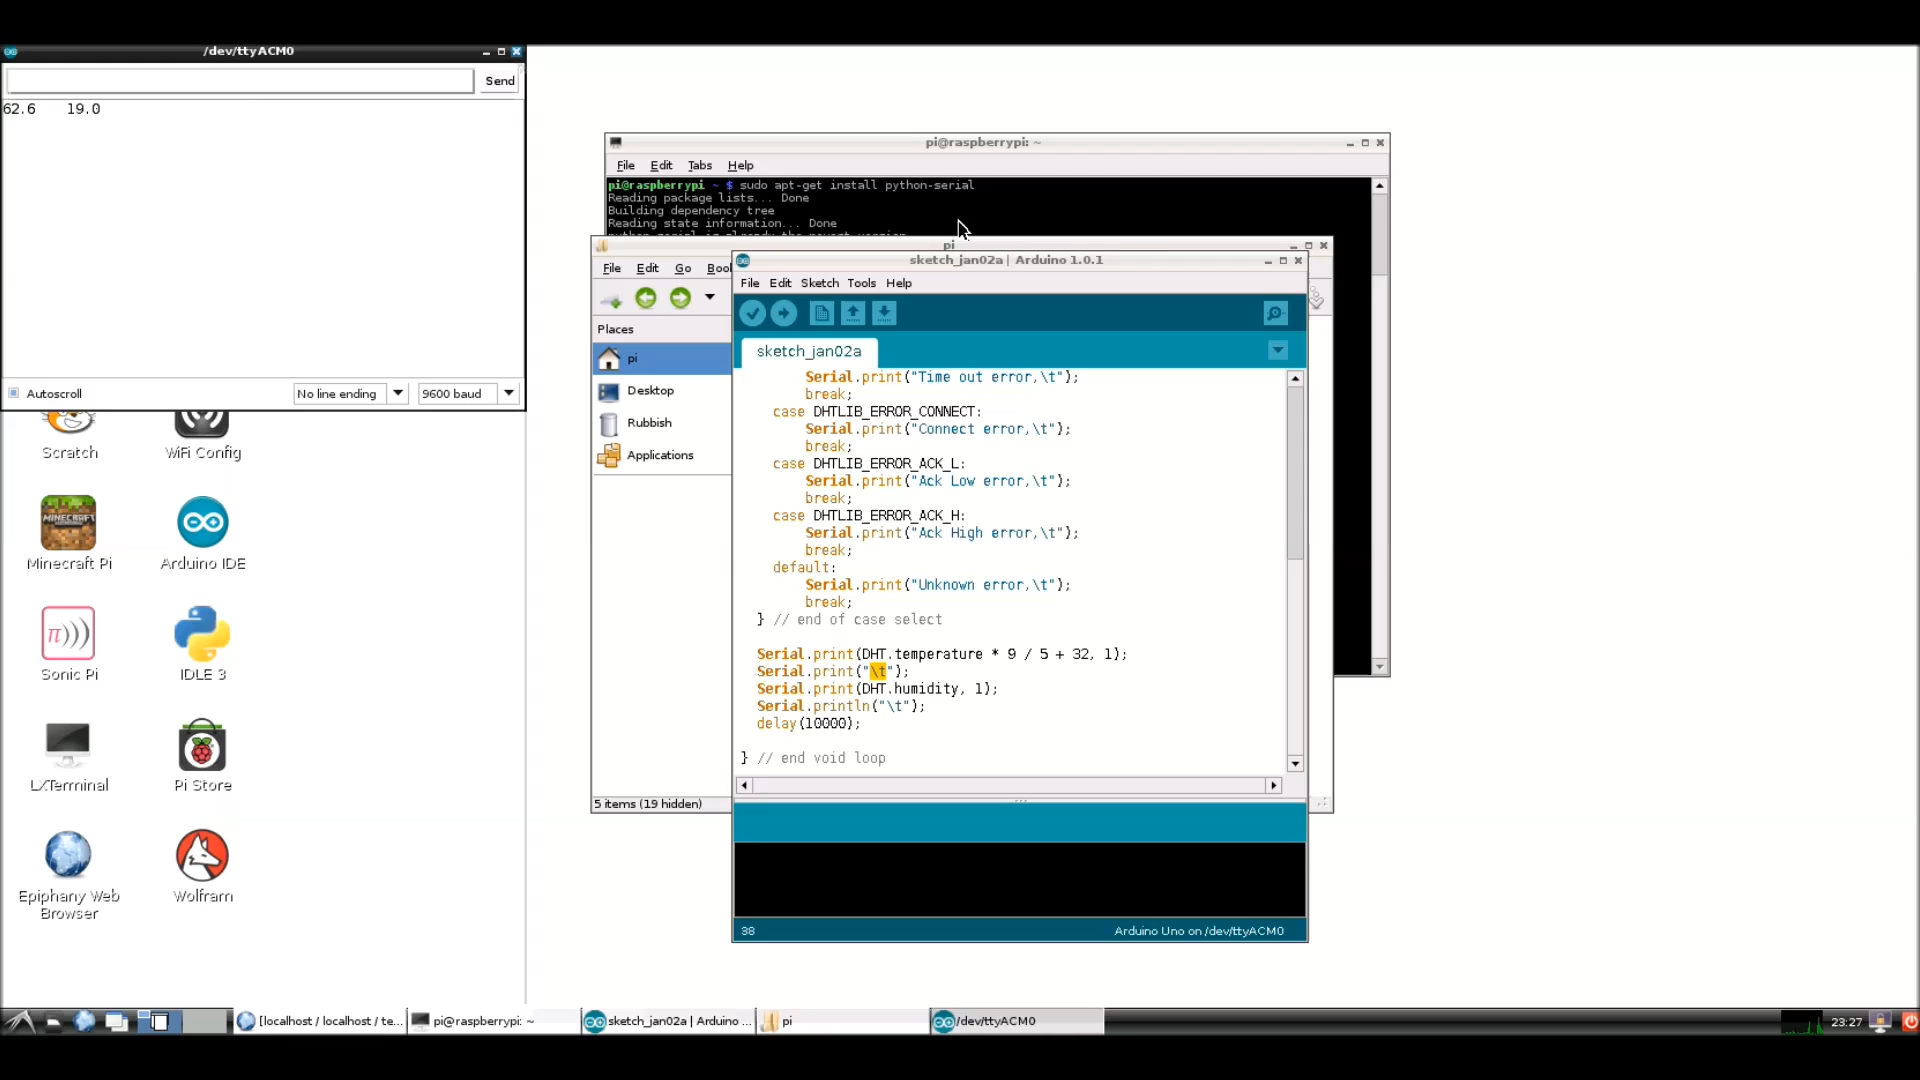 /dev/ttyACM0
Send
62.6 19.0
Autoscroll
No line ending
9600 baud
Scratch
WiFi Config
Minecraft Pi
Arduino IDE
Sonic Pi
IDLE 3
LXTerminal
Pi Store
Epiphany Web
Browser
Wolfram
pi@raspberrypi: ~
File Edit Tabs Help
pi@raspberrypi ~ $ sudo apt-get install python-serial
Reading package lists... Done
Building dependency tree
Reading state information... Done
pi
File Edit Go
Places
pi
Desktop
Rubbish
Applications
5 items (19 hidden)
sketch_jan02a | Arduino 1.0.1
File Edit Sketch Tools Help
sketch_jan02a
Serial.print("Time out error,\t");
break;
case DHTLIB_ERROR_CONNECT:
Serial.print("Connect error,\t");
break;
case DHTLIB_ERROR_ACK_L:
Serial.print("Ack Low error,\t");
break;
case DHTLIB_ERROR_ACK_H:
Serial.print("Ack High error,\t");
break;
default:
Serial.print("Unknown error,\t");
break;
} // end of case select
Serial.print(DHT.temperature * 9 / 5 + 32, 1);
Serial.print("\t");
Serial.print(DHT.humidity, 1);
Serial.println("\t");
delay(10000);
} // end void loop
38
Arduino Uno on /dev/ttyACM0
[localhost / localhost / te...
pi@raspberrypi: ~
sketch_jan02a | Arduino ...
pi
/dev/ttyACM0
23:27